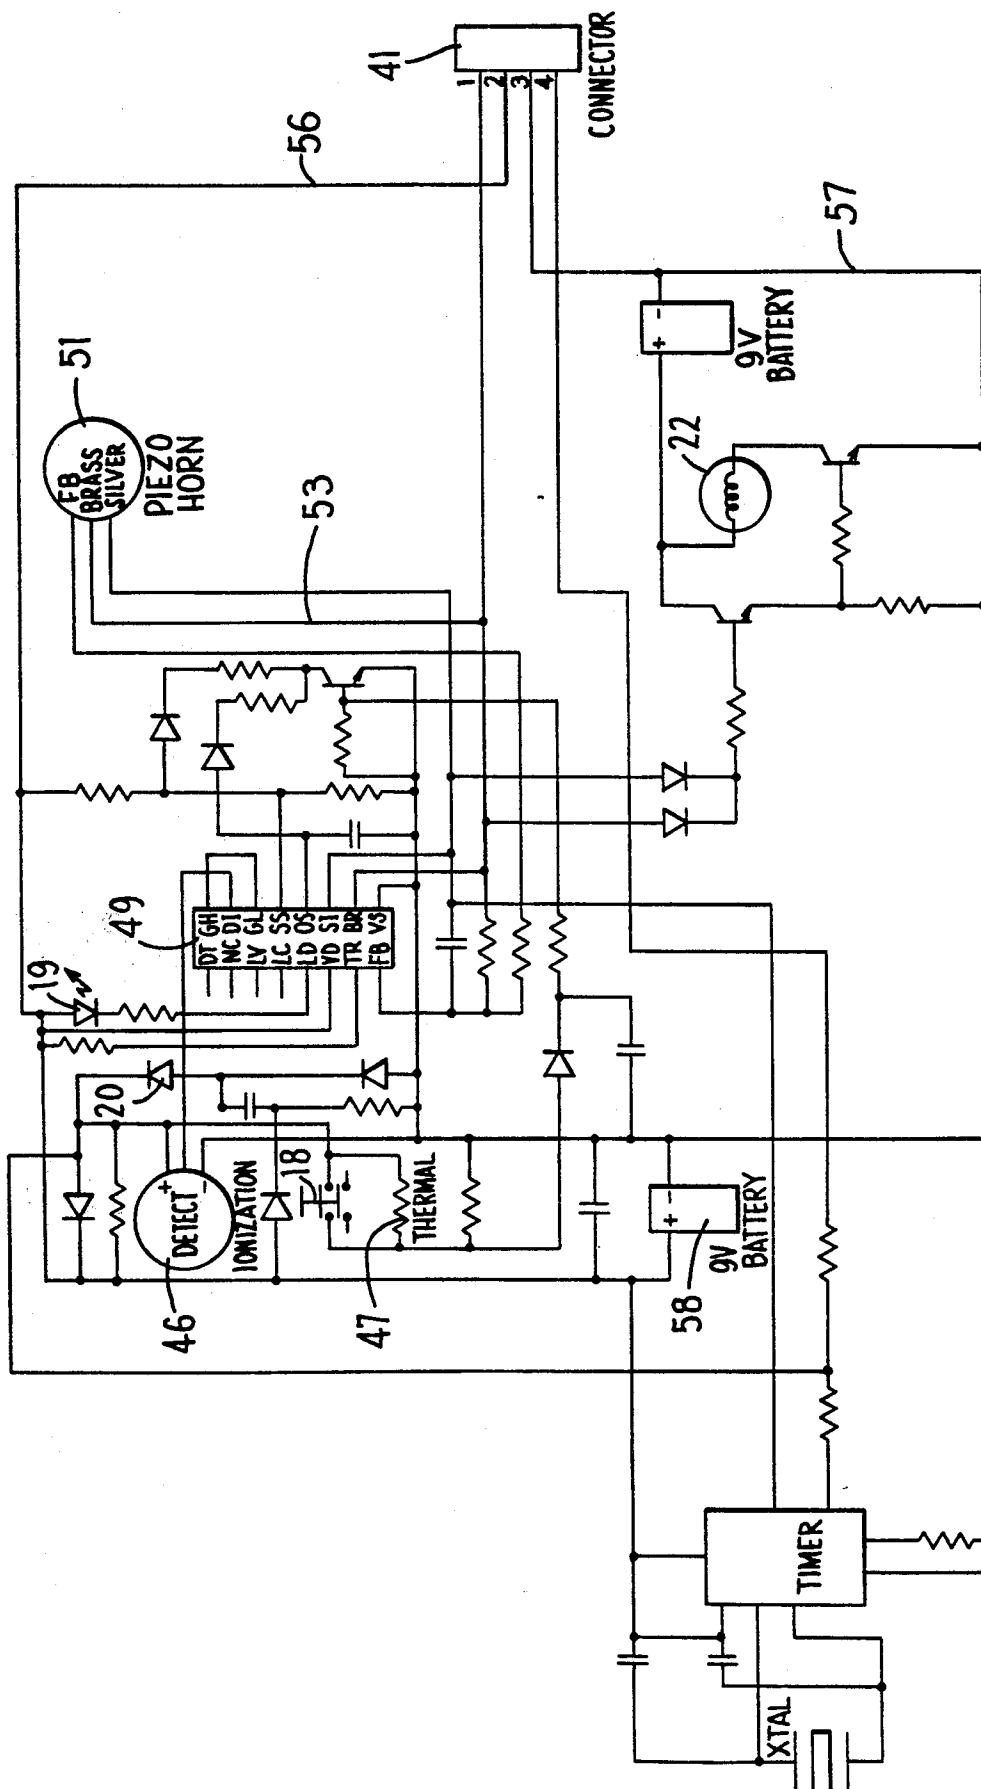 41
1
2
3
4
CONNECTOR
56
57
51
FB
BRASS
SILVER
PIEZO
HORN
53
- +
9V
BATTERY
22
49
DT GH
NC DI
LV GL
LC SS
LD OS
VD SI
TR BR
FB VS
19
20
+
-
DETECT
IONIZATION
46
18
THERMAL
47
- +
9V
BATTERY
58
TIMER
XTAL